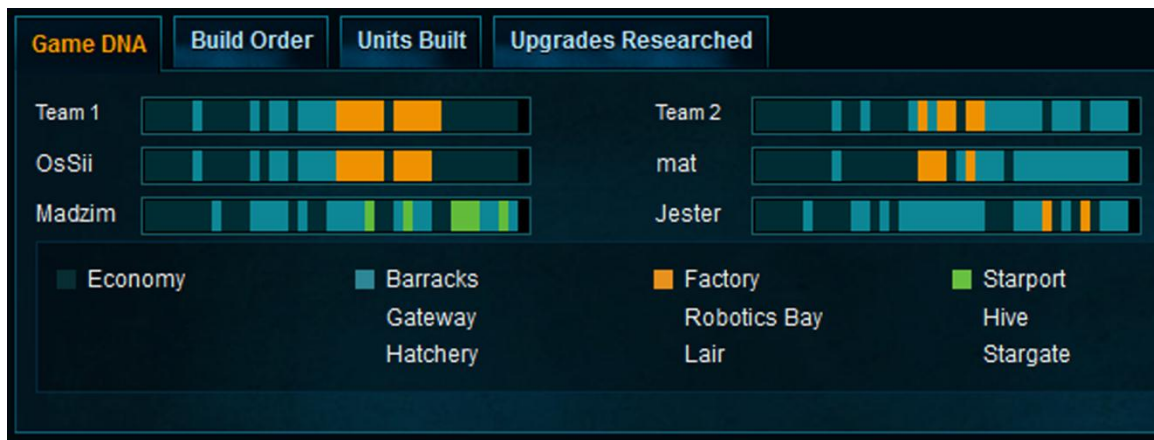 Game DNA Build Order Units Built Upgrades Researched
Team 1 Team 2
OsSii mat
Madzim Jester
Economy Barracks Factory Starport
Gateway Robotics Bay Hive
Hatchery Lair Stargate